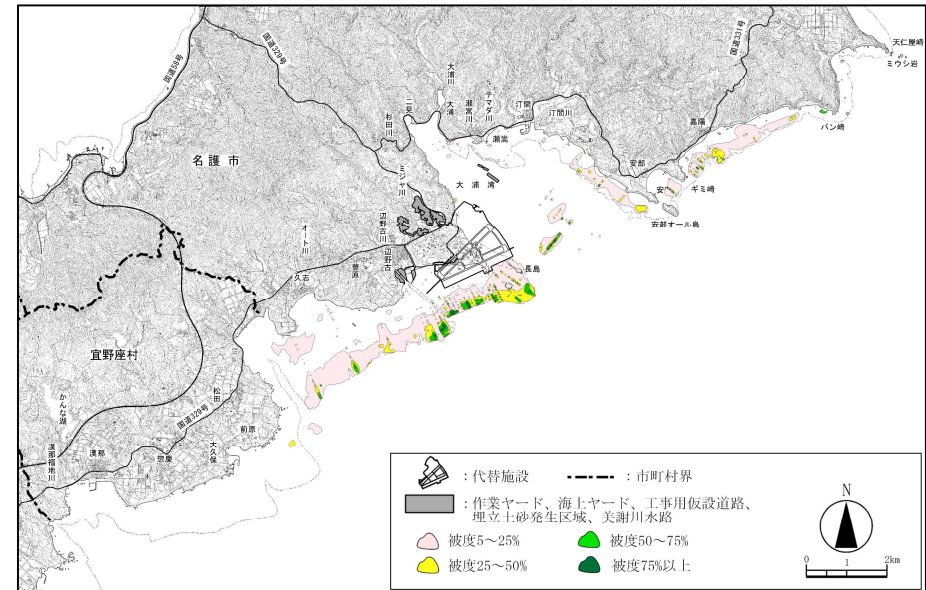 天仁屋崎
ミウシ岩
バン崎
国道331号
嘉陽
ギミ崎
安部
安部オール島
汀間
汀間川
テマダ川
瀬嵩川
瀬嵩
大浦川
大浦
二見
杉田川
国道329号
国道58号
名護市
大浦湾
ミジャ川
辺野古川
辺野古
豊原
長島
オート川
久志
宜野座村
かんな湖
松田
国道329号
前原
大久保
惣慶
漢那
漢那福地川
:代替施設
:市町村界
:作業ヤード、海上ヤード、工事用仮設道路、
埋立土砂発生区域、美謝川水路
被度5~25%
被度50~75%
被度25~50%
被度75%以上
N
0 1 2km